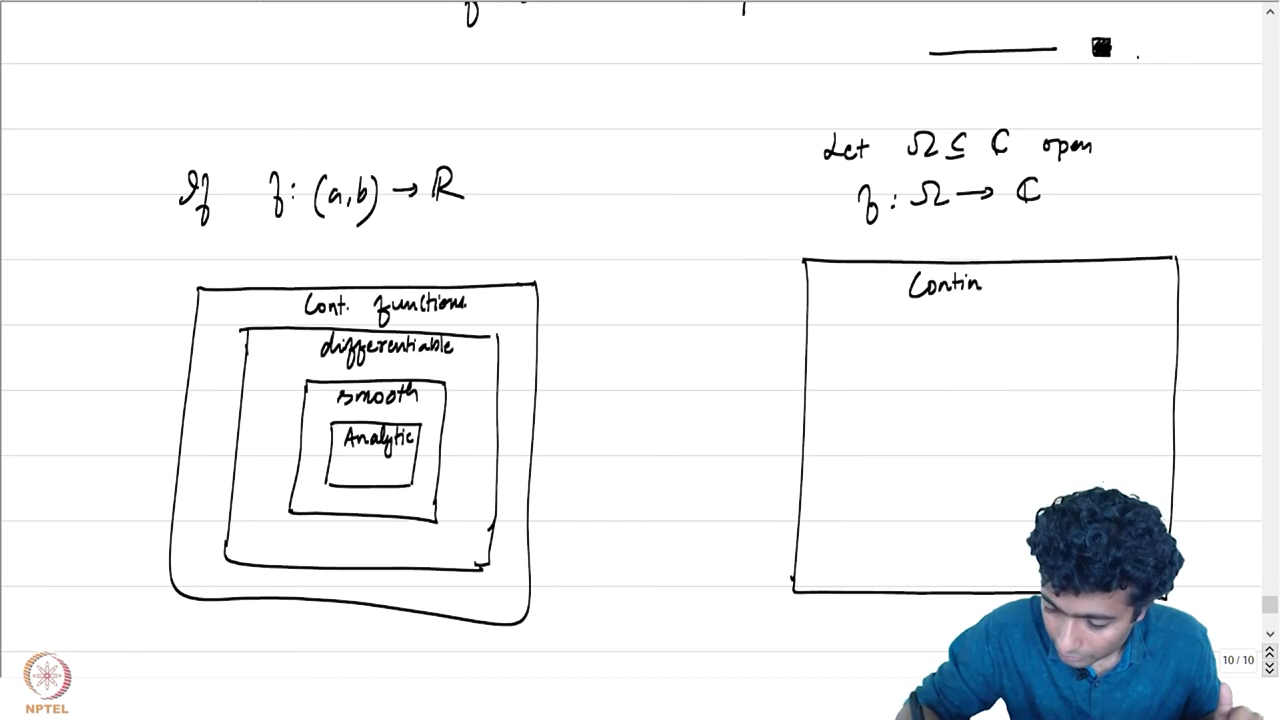 If f: (a,b) → ℝ
Cont. functions
differentiable
smooth
Analytic
Let Ω ⊆ ℂ open
f: Ω → ℂ
Contin
10 / 10
NPTEL